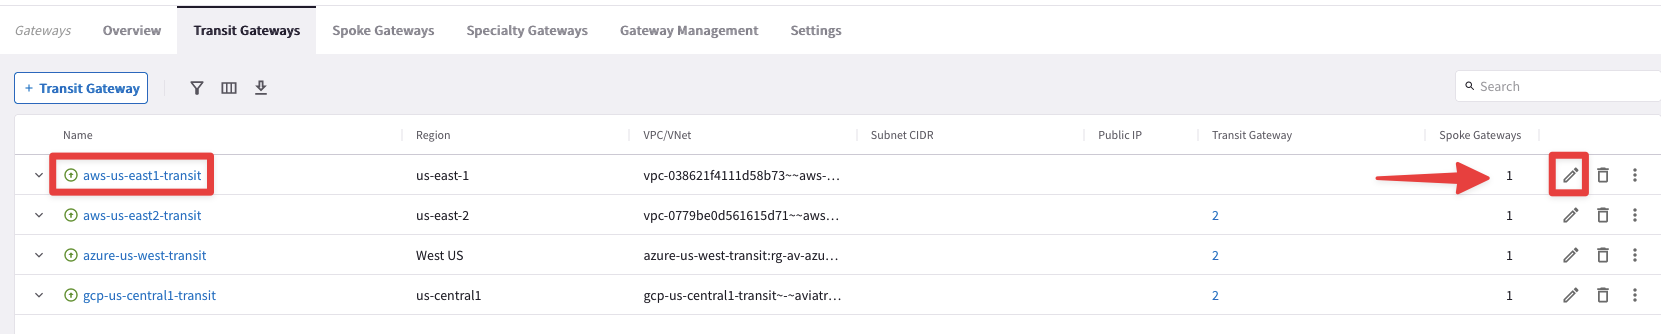 Gateways Overview Transit Gateways Spoke Gateways Specialty Gateways Gateway Management Settings
+ Transit Gateway Search
Name Region VPC/VNet Subnet CIDR Public IP Transit Gateway Spoke Gateways
aws-us-east1-transit us-east-1 vpc-038621f4111d58b73~~aws-... 1
aws-us-east2-transit us-east-2 vpc-0779be0d561615d71~~aws... 2 1
azure-us-west-transit West US azure-us-west-transit:rg-av-azu... 2 1
gcp-us-central1-transit us-central1 gcp-us-central1-transit~-~aviatr... 2 1